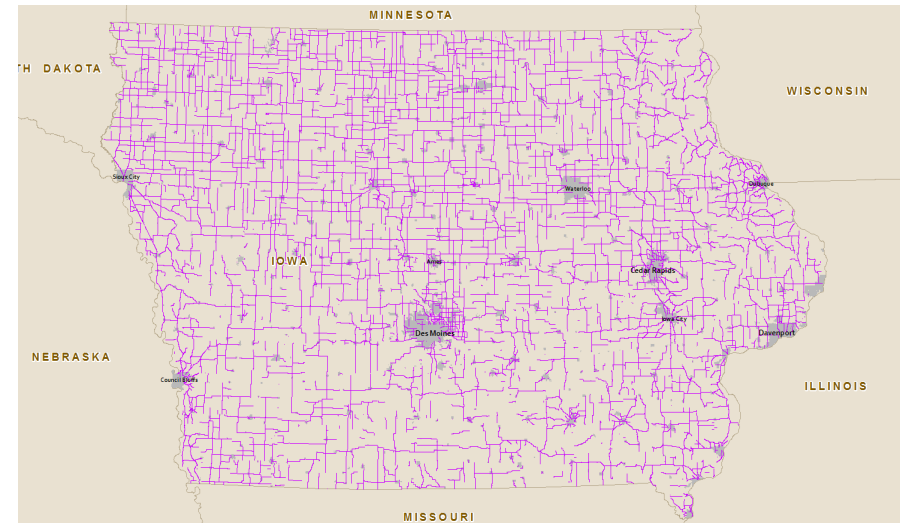 MINNESOTA
TH DAKOTA
WISCONSIN
Sioux City
Dubuque
Waterloo
IOWA
Ames
Cedar Rapids
Iowa City
Des Moines
Davenport
NEBRASKA
Council Bluffs
ILLINOIS
MISSOURI